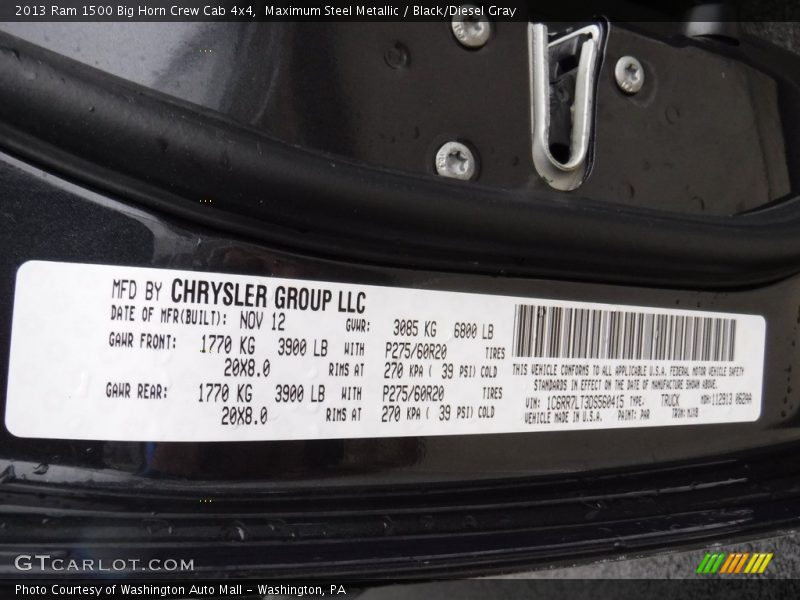 2013 Ram 1500 Big Horn Crew Cab 4x4,  Maximum Steel Metallic / Black/Diesel Gray
MFD BY CHRYSLER GROUP LLC
DATE OF MFR(BUILT): NOV 12 GVWR: 3085 KG 6800 LB
GAWR FRONT: 1770 KG 3900 LB WITH P275/60R20 TIRES
20X8.0 RIMS AT 270 KPA ( 39 PSI) COLD
GAWR REAR: 1770 KG 3900 LB WITH P275/60R20 TIRES
20X8.0 RIMS AT 270 KPA ( 39 PSI) COLD
THIS VEHICLE CONFORMS TO ALL APPLICABLE U.S.A. FEDERAL MOTOR VEHICLE SAFETY
STANDARDS IN EFFECT ON THE DATE OF MANUFACTURE SHOWN ABOVE.
VIN: 1C6RR7LT3DS560415 TYPE: TRUCK MDH:112913 062AA
VEHICLE MADE IN U.S.A. PAINT: PAR TRIM:
GTCARLOT.COM
Photo Courtesy of Washington Auto Mall - Washington, PA